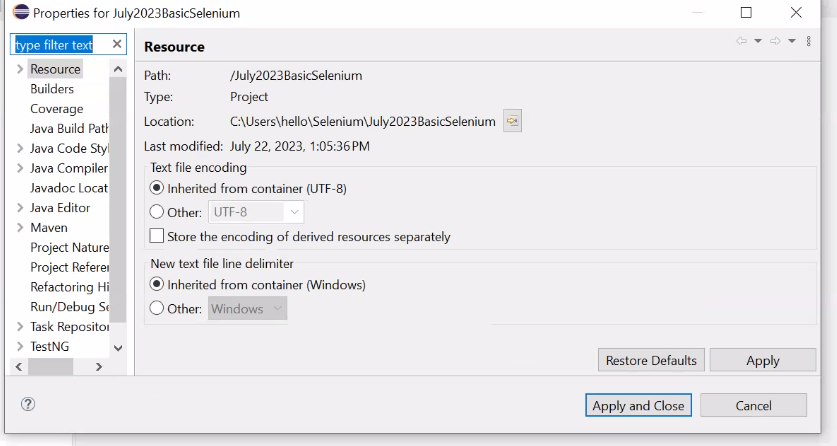 Properties for July2023BasicSelenium
type filter text
Resource
Builders
Coverage
Java Build Path
Java Code Sty
Java Compiler
Javadoc Locat
Java Editor
Maven
Project Nature
Project Refere
Refactoring Hi
Run/Debug Se
Task Repositor
TestNG
Resource
Path: /July2023BasicSelenium
Type: Project
Location: C:\Users\hello\Selenium\July2023BasicSelenium
Last modified: July 22, 2023, 1:05:36 PM
Text file encoding
Inherited from container (UTF-8)
Other: UTF-8
Store the encoding of derived resources separately
New text file line delimiter
Inherited from container (Windows)
Other: Windows
Restore Defaults Apply
Apply and Close Cancel